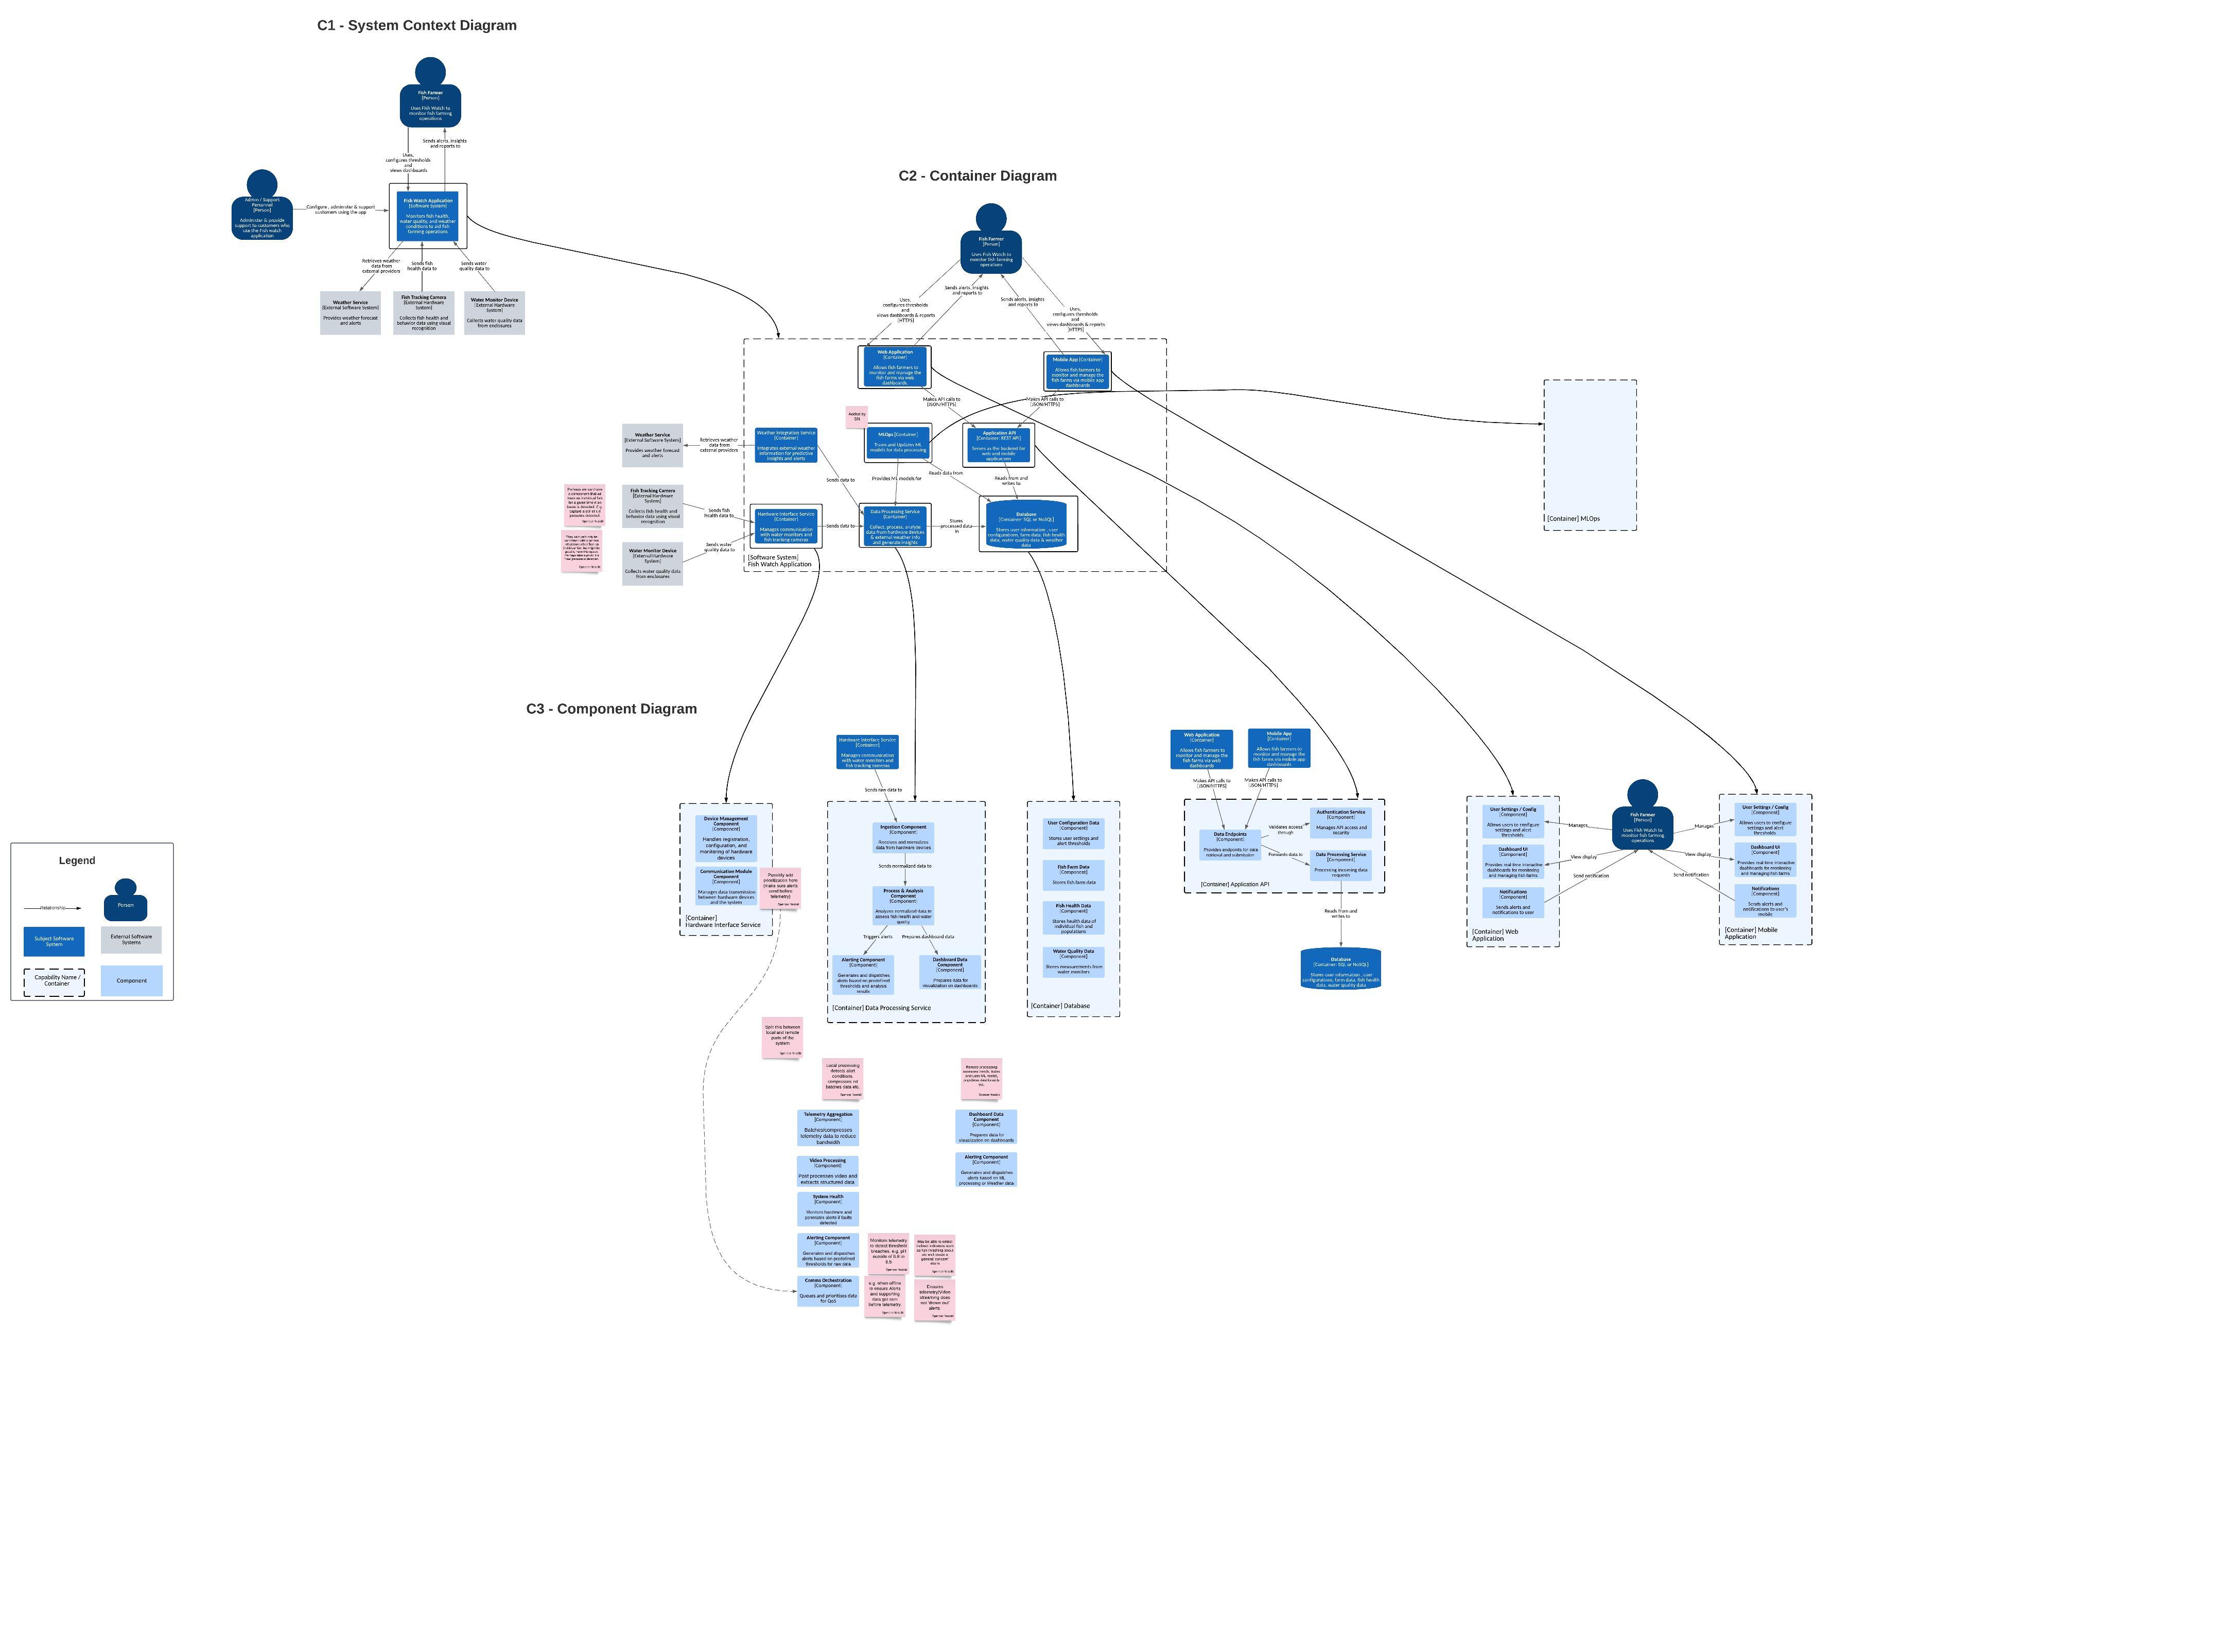 C1 - System Context Diagram
Fish Farmer
[Person]
Uses Fish Watch to
monitor fish farming
operations
Sends alerts, insights
and reports to
Uses,
configures thresholds
and
views dashboards
Admin / Support
Personnel
[Person]
Administer & provide
support to customers who
use the Fish watch
application
Configure , administer & support
customers using the app
Fish Watch Application
[Software System]
Monitors fish health,
water quality, and weather
conditions to aid fish
farming operations
Retrieves weather
data from
external providers
Sends fish
health data to
Sends water
quality data to
Weather Service
[External Software System]
Provides weather forecast
and alerts
Fish Tracking Camera
[External Hardware
System]
Collects fish health and
behavior data using visual
recognition
Water Monitor Device
[External Hardware
System]
Collects water quality data
from enclosures
C2 - Container Diagram
Fish Farmer
[Person]
Uses Fish Watch to
monitor fish farming
operations
Uses,
configures thresholds
and
views dashboards & reports
[HTTPS]
Sends alerts, insights
and reports to
Sends alerts, insights
and reports to
Uses,
configures thresholds
and
views dashboards & reports
[HTTPS]
Web Application
[Container]
Allows fish farmers to
monitor and manage the
fish farms via web
dashboards
Mobile App [Container]
Allows fish farmers to
monitor and manage the
fish farms via mobile app
dashboards
Makes API calls to
[JSON/HTTPS]
Makes API calls to
[JSON/HTTPS]
Added by
Weather Service
[External Software System]
Provides weather forecast
and alerts
Retrieves weather
data from
external providers
Weather Integration Service
[Container]
Integrates external weather
information for predictive
insights and alerts
MLOps [Container]
Trains and Updates ML
models for data processing
Application API
[Container: REST API]
Serves as the backend for
web and mobile
applications
Sends data to
Provides ML models for
Reads data from
Reads from and
writes to
Fish Tracking Camera
[External Hardware
System]
Collects fish health and
behavior data using visual
recognition
Sends fish
health data to
Water Monitor Device
[External Hardware
System]
Collects water quality data
from enclosures
Sends water
quality data to
Hardware Interface Service
[Container]
Manages communication
with water monitors and
fish tracking cameras
Sends data to
Data Processing Service
[Container]
Collect, process, analyte
data from hardware devices
& external weather info
and generate insights
Stores
processed data
in
Database
[Container: SQL or NoSQL]
Stores user information , user
configurations, farm data, fish health
data, water quality data & weather
data
[Software System]
Fish Watch Application
[Container] MLOps
C3 - Component Diagram
Device Management
Component
[Component]
Handles registration,
configuration, and
monitoring of hardware
devices
Communication Module
Component
[Component]
Manages data transmission
between hardware devices
and the system
Possibly add
prioritization here
(make sure alerts
send before
telemetry)
[Container]
Hardware Interface Service
Hardware Interface Service
[Container]
Manages communication
with water monitors and
fish tracking cameras
Sends raw data to
Ingestion Component
[Component]
Receives and normalizes
data from hardware devices
Sends normalized data to
Process & Analysis
Component
[Component]
Analyzes normalized data to
assess fish health and water
quality
Triggers alerts
Prepares dashboard data
Alerting Component
[Component]
Generates and dispatches
alerts based on predefined
thresholds and analysis
results
Dashboard Data
Component
[Component]
Prepares data for
visualization on dashboards
[Container] Data Processing Service
User Configuration Data
[Component]
Stores user settings and
alert thresholds
Fish Farm Data
[Component]
Stores fish farm data
Fish Health Data
[Component]
Stores health data of
individual fish and
populations
Water Quality Data
[Component]
Stores measurements from
water monitors
[Container] Database
Web Application
[Container]
Allows fish farmers to
monitor and manage the
fish farms via web
dashboards
Mobile App
[Container]
Allows fish farmers to
monitor and manage the
fish farms via mobile app
dashboards
Makes API calls to
[JSON/HTTPS]
Makes API calls to
[JSON/HTTPS]
Data Endpoints
[Component]
Provides endpoints for data
retrieval and submission
Validates access
through
Forwards data to
Authentication Service
[Component]
Manages API access and
security
Data Processing Service
[Component]
Processing incoming data
requests
[Container] Application API
Reads from and
writes to
Database
[Container: SQL or NoSQL]
Stores user information , user
configurations, farm data, fish health
data, water quality data
User Settings / Config
[Component]
Allows users to configure
settings and alert
thresholds
Dashboard UI
[Component]
Provides real-time interactive
dashboards for monitoring
and managing fish farms
Notifications
[Component]
Sends alerts and
notifications to user
[Container] Web
Application
Manages
View display
Send notification
Fish Farmer
[Person]
Uses Fish Watch to
monitor fish farming
operations
Manages
View display
Send notification
User Settings / Config
[Component]
Allows users to configure
settings and alert
thresholds
Dashboard UI
[Component]
Provides real-time interactive
dashboards for monitoring
and managing fish farms
Notifications
[Component]
Sends alerts and
notifications to user's
mobile
[Container] Mobile
Application
Legend
Relationship
Person
Subject Software
System
External Software
Systems
Capability Name /
Container
Component
Split this between
local and remote
parts of the
system
Local processing
detects alert
conditions,
compresses nd
batches data etc.
Telemetry Aggregation
[Component]
Batches/compresses
telemetry data to reduce
bandwidth
Video Processing
[Component]
Post processes video and
extracts structured data
System Health
[Component]
Monitors hardware and
generates alerts if faults
detected
Alerting Component
[Component]
Generates and dispatches
alerts based on predefined
thresholds for raw data
Comms Orchestration
[Component]
Queues and prioritises data
for QoS
Dashboard Data
Component
[Component]
Prepares data for
visualization on dashboards
Alerting Component
[Component]
Generates and dispatches
alerts based on ML
processing or Weather data
Monitors telemetry
to detect threshold
breaches. e.g. pH
outside of
e.g. when offline
to ensure Alerts
and supporting
data get sent
before telemetry.
Ensures
telemetry/Video
streaming does
not 'drown out'
alerts